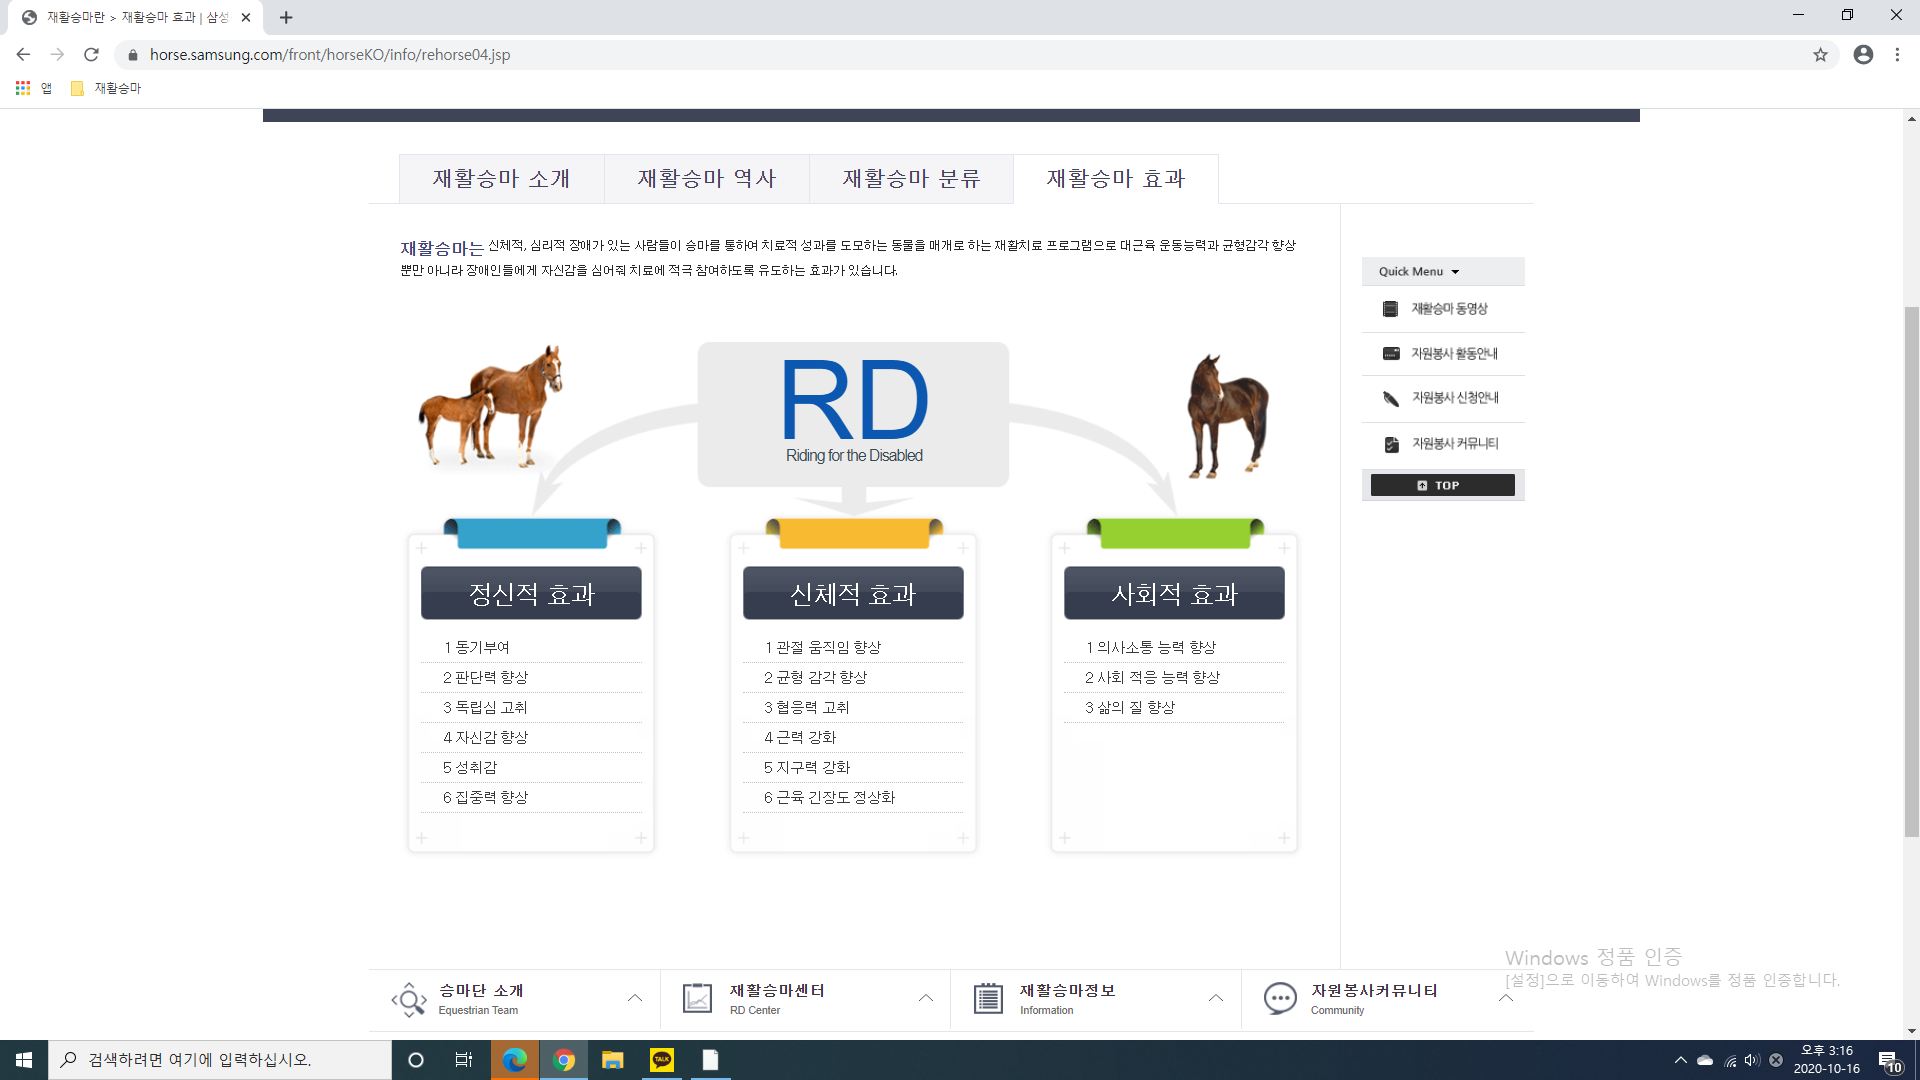 재활승마란 > 재활승마 효과 | 삼성
horse.samsung.com/front/horseKO/info/rehorse04.jsp
앱 재활승마
재활승마 소개 재활승마 역사 재활승마 분류 재활승마 효과
재활승마는 신체적, 심리적 장애가 있는 사람들이 승마를 통하여 치료적 성과를 도모하는 동물을 매개로 하는 재활치료 프로그램으로 대근육 운동능력과 균형감각 향상
뿐만 아니라 장애인들에게 자신감을 심어줘 치료에 적극 참여하도록 유도하는 효과가 있습니다.
Quick Menu
재활승마 동영상
자원봉사 활동안내
자원봉사 신청안내
자원봉사 커뮤니티
TOP
RD
Riding for the Disabled
정신적 효과
1 동기부여
2 판단력 향상
3 독립심 고취
4 자신감 향상
5 성취감
6 집중력 향상
신체적 효과
1 관절 움직임 향상
2 균형 감각 향상
3 협응력 고취
4 근력 강화
5 지구력 강화
6 근육 긴장도 정상화
사회적 효과
1 의사소통 능력 향상
2 사회 적응 능력 향상
3 삶의 질 향상
Windows 정품 인증
[설정]으로 이동하여 Windows를 정품 인증합니다.
승마단 소개
Equestrian Team
재활승마센터
RD Center
재활승마정보
Information
자원봉사커뮤니티
Community
검색하려면 여기에 입력하십시오.
TALK
오후 3:16
2020-10-16
10